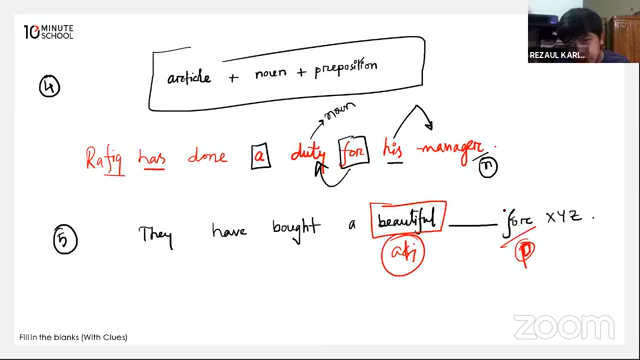 10 MINUTE SCHOOL
REZAUL KARI...
④ article + noun + preposition
noun
Rafiq has done a duty for his manager.
n
⑤ They have bought a beautiful ____ for XYZ.
adj
P
Fill in the blanks (With Clues)
zoom